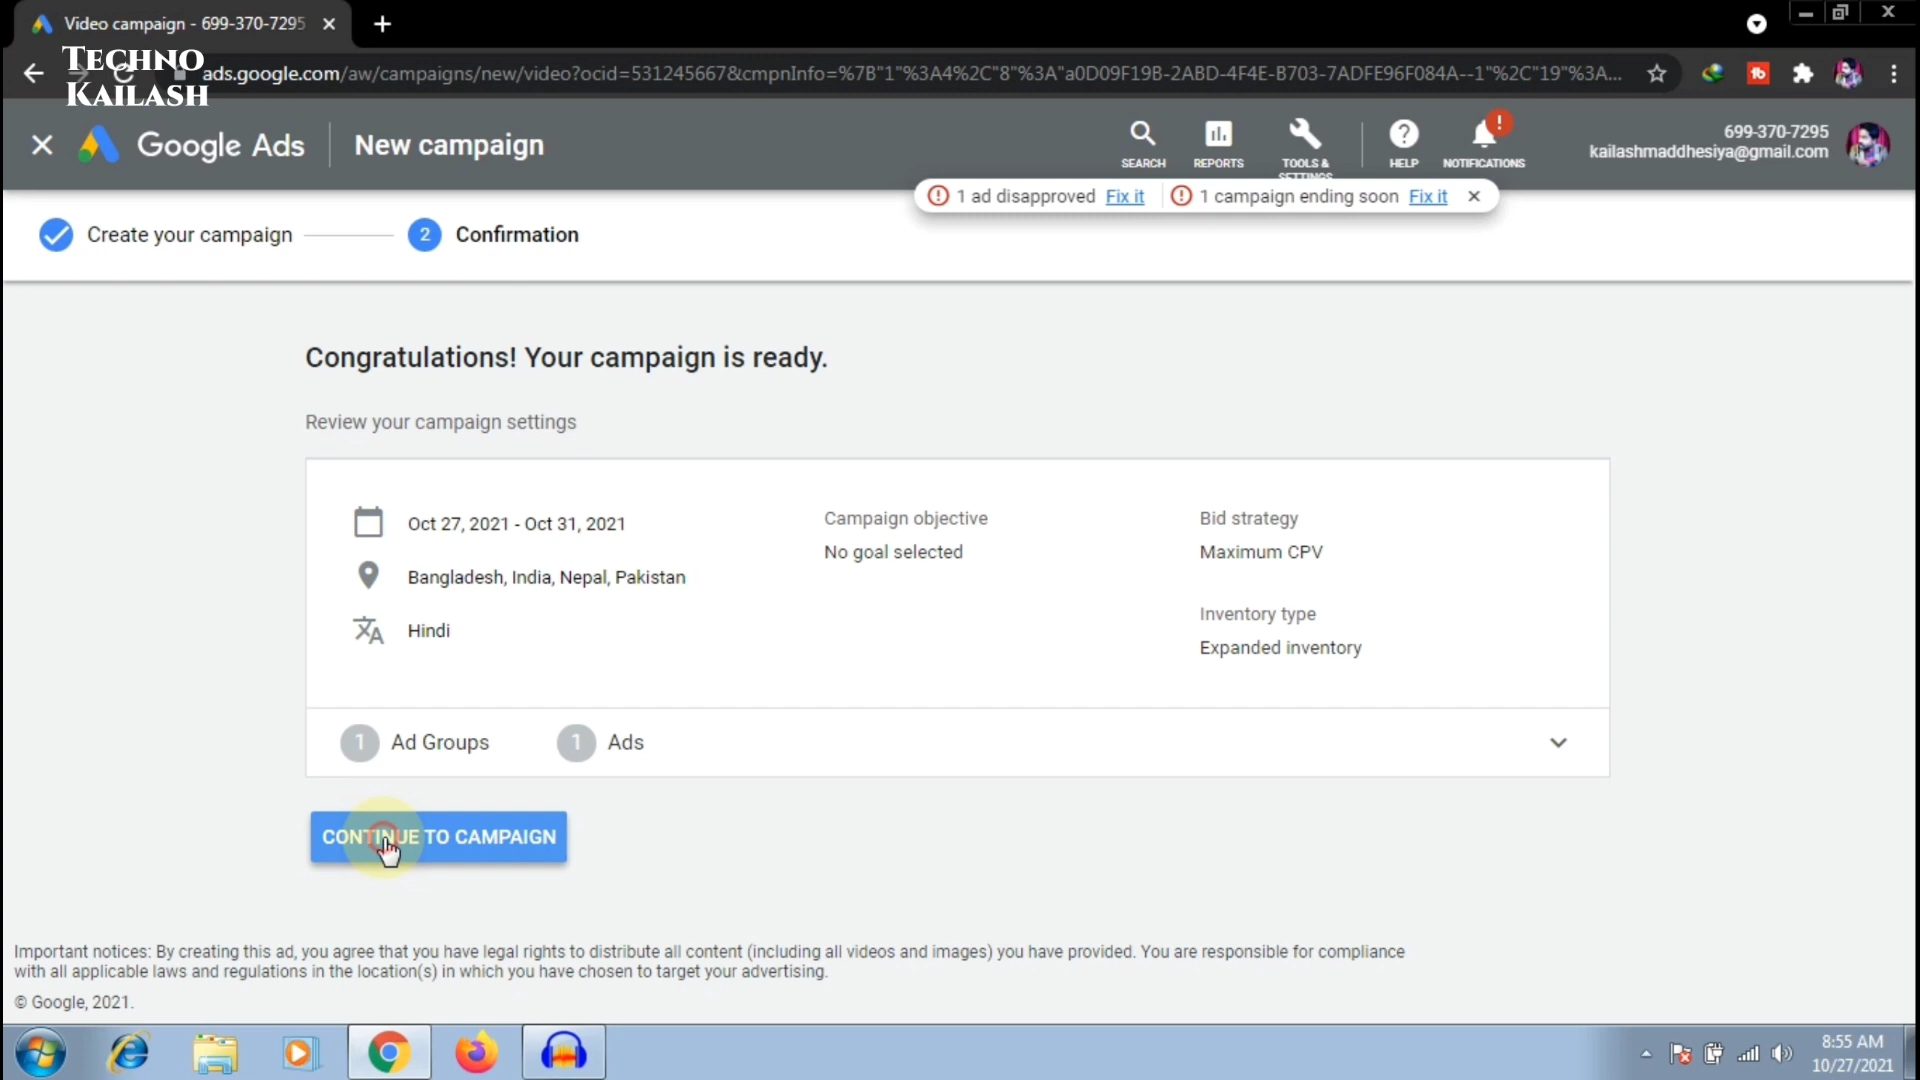 Video campaign - 699-370-7295
TECHNO
KAILASH
ads.google.com/aw/campaigns/new/video?ocid=531245667&cmpnInfo=%7B"1"%3A4%2C"8"%3A"a0D09F19B-2ABD-4F4E-B703-7ADFE96F084A--1"%2C"19"%3A...
Google Ads
New campaign
SEARCH
REPORTS
TOOLS &
SETTINGS
HELP
NOTIFICATIONS
699-370-7295
kailashmaddhesiya@gmail.com
1 ad disapproved Fix it
1 campaign ending soon Fix it
Create your campaign
2 Confirmation
Congratulations! Your campaign is ready.
Review your campaign settings
Oct 27, 2021 - Oct 31, 2021
Bangladesh, India, Nepal, Pakistan
Hindi
Campaign objective
No goal selected
Bid strategy
Maximum CPV
Inventory type
Expanded inventory
1 Ad Groups
1 Ads
CONTINUE TO CAMPAIGN
Important notices: By creating this ad, you agree that you have legal rights to distribute all content (including all videos and images) you have provided. You are responsible for compliance
with all applicable laws and regulations in the location(s) in which you have chosen to target your advertising.
© Google, 2021.
8:55 AM
10/27/2021